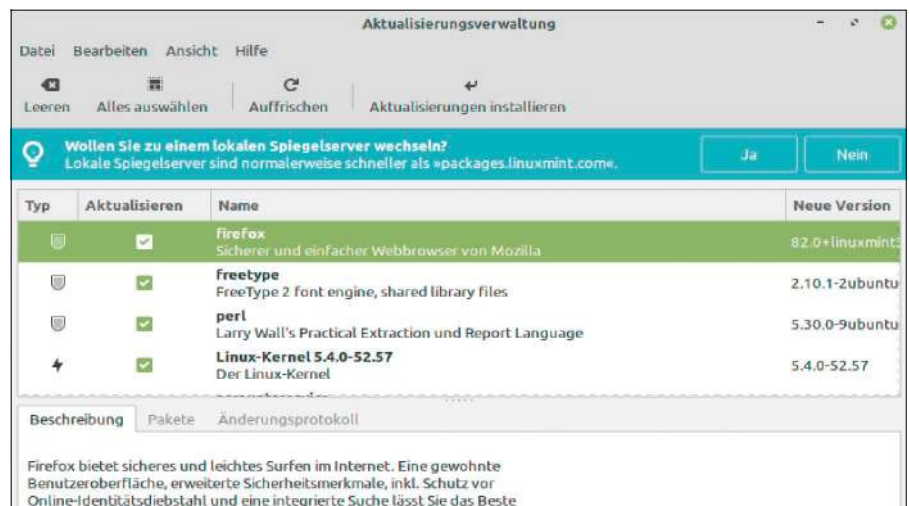 Aktualisierungsverwaltung
Datei Bearbeiten Ansicht Hilfe
Leeren Alles auswählen Auffrischen Aktualisierungen installieren
Wollen Sie zu einem lokalen Spiegelserver wechseln?
Lokale Spiegelserver sind normalerweise schneller als »packages.linuxmint.com«.
Ja Nein
Typ Aktualisieren Name Neue Version
firefox
Sicherer und einfacher Webbrowser von Mozilla
82.0+linuxmint
freetype
FreeType 2 font engine, shared library files
2.10.1-2ubuntu
perl
Larry Wall's Practical Extraction und Report Language
5.30.0-9ubuntu
Linux-Kernel 5.4.0-52.57
Der Linux-Kernel
5.4.0-52.57
Beschreibung Pakete Änderungsprotokoll
Firefox bietet sicheres und leichtes Surfen im Internet. Eine gewohnte
Benutzeroberfläche, erweiterte Sicherheitsmerkmale, inkl. Schutz vor
Online-Identitätsdiebstahl und eine integrierte Suche lässt Sie das Beste